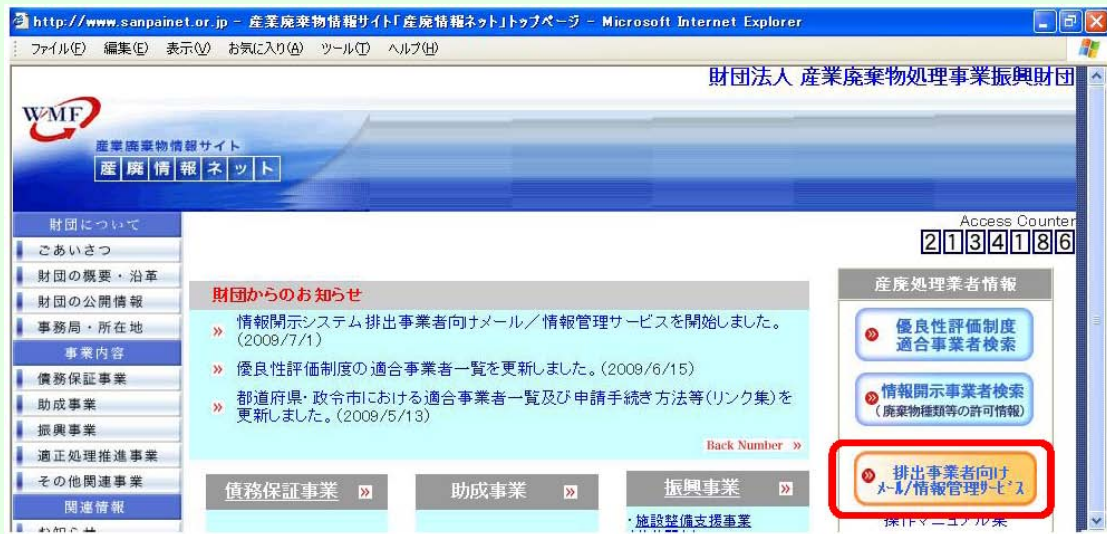 http://www.sanpainet.or.jp - 産業廃棄物情報サイト「産廃情報ネット」トップページ - Microsoft Internet Explorer
ファイル(F) 編集(E) 表示(V) お気に入り(A) ツール(T) ヘルプ(H)
財団法人 産業廃棄物処理事業振興財団
WMF
産業廃棄物情報サイト
産廃情報ネット
財団について
ごあいさつ
財団の概要・沿革
財団の公開情報
事務局・所在地
事業内容
債務保証事業
助成事業
振興事業
適正処理推進事業
その他関連事業
関連情報
Access Counter
2134186
財団からのお知らせ
» 情報開示システム排出事業者向けメール/情報管理サービスを開始しました。
(2009/7/1)
» 優良性評価制度の適合事業者一覧を更新しました。(2009/6/15)
» 都道府県・政令市における適合事業者一覧及び申請手続き方法等(リンク集)を
更新しました。(2009/5/13)
Back Number »
債務保証事業 »
助成事業 »
振興事業 »
・施設整備支援事業
産廃処理業者情報
» 優良性評価制度
適合事業者検索
» 情報開示事業者検索
(廃棄物種類等の許可情報)
» 排出事業者向け
メール/情報管理サービス
操作マニュアル集